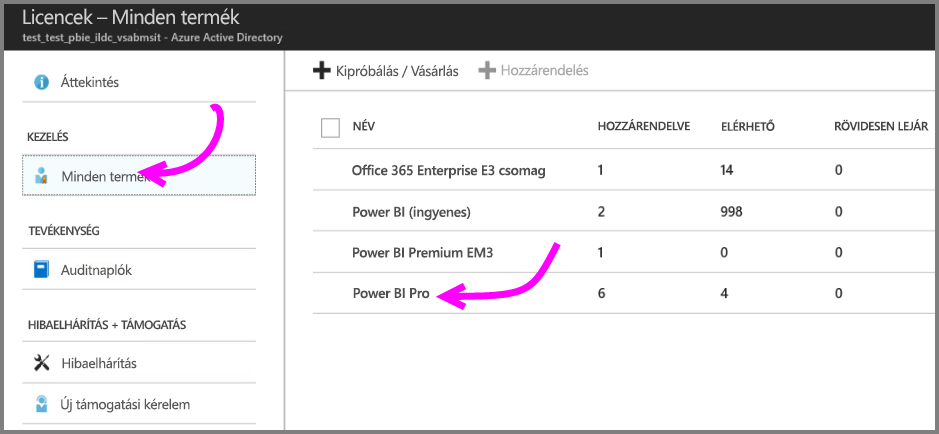 Licencek – Minden termék
test_test_pbie_ildc_vsabmsit - Azure Active Directory
Áttekintés
KEZELÉS
Minden termék
TEVÉKENYSÉG
Auditnaplók
HIBAELHÁRÍTÁS + TÁMOGATÁS
Hibaelhárítás
Új támogatási kérelem
Kipróbálás / Vásárlás Hozzárendelés
NÉV HOZZÁRENDELVE ELÉRHETŐ RÖVIDESEN LEJÁR
Office 365 Enterprise E3 csomag 1 14 0
Power BI (ingyenes) 2 998 0
Power BI Premium EM3 1 0 0
Power BI Pro 6 4 0